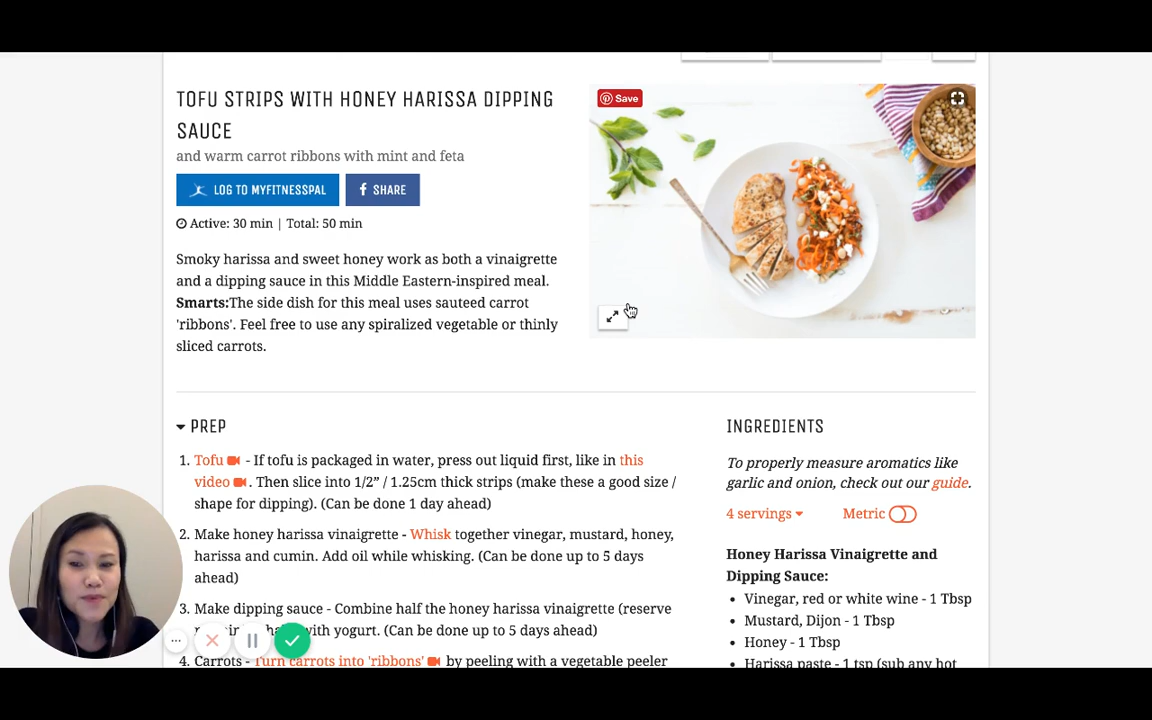 TOFU STRIPS WITH HONEY HARISSA DIPPING
SAUCE
and warm carrot ribbons with mint and feta
LOG TO MYFITNESSPAL
f SHARE
Active: 30 min | Total: 50 min
Smoky harissa and sweet honey work as both a vinaigrette
and a dipping sauce in this Middle Eastern-inspired meal.
Smarts:The side dish for this meal uses sauteed carrot
'ribbons'. Feel free to use any spiralized vegetable or thinly
sliced carrots.
Save
PREP
1. Tofu - If tofu is packaged in water, press out liquid first, like in this
video . Then slice into 1/2” / 1.25cm thick strips (make these a good size /
shape for dipping). (Can be done 1 day ahead)
2. Make honey harissa vinaigrette - Whisk together vinegar, mustard, honey,
harissa and cumin. Add oil while whisking. (Can be done up to 5 days
ahead)
3. Make dipping sauce - Combine half the honey harissa vinaigrette (reserve
with yogurt. (Can be done up to 5 days ahead)
4. Carrots - Turn carrots into 'ribbons' by peeling with a vegetable peeler
INGREDIENTS
To properly measure aromatics like
garlic and onion, check out our guide.
4 servings Metric
Honey Harissa Vinaigrette and
Dipping Sauce:
• Vinegar, red or white wine - 1 Tbsp
• Mustard, Dijon - 1 Tbsp
• Honey - 1 Tbsp
• Harissa paste - 1 tsp (sub any hot